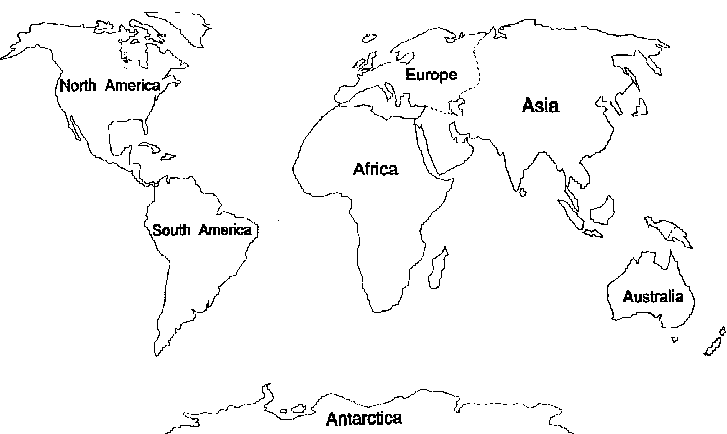 North America
Europe
Asia
Africa
South America
Australia
Antarctica